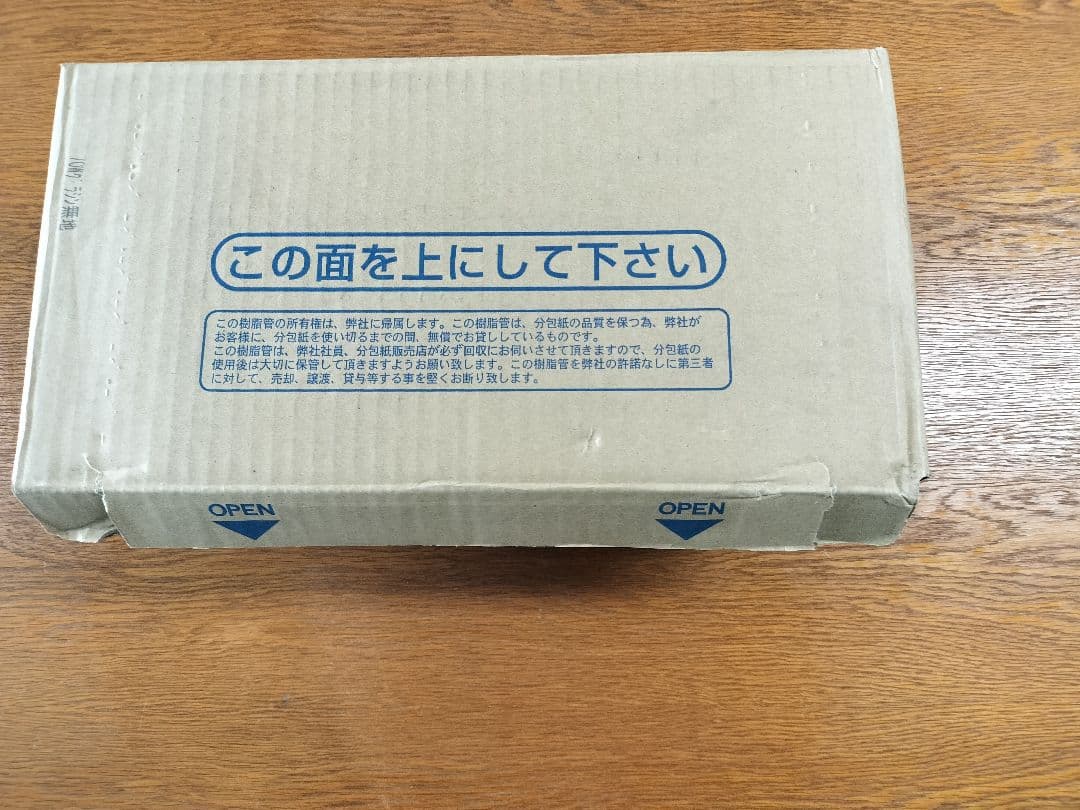 この面を上にして下さい
この樹脂管の所有権は、弊社に帰属します。この樹脂管は、分包紙の品質を保つ為、弊社が
お客様に、分包紙を使い切るまでの間、無償でお貸ししているものです。
この樹脂管は、弊社社員、分包紙販売店が必ず回収にお伺いさせて頂きますので、分包紙の
使用後は大切に保管して頂きますようお願い致します。この樹脂管を弊社の許諾なしに第三者
に対して、売却、譲渡、貸与等する事を堅くお断り致します。
OPEN
OPEN